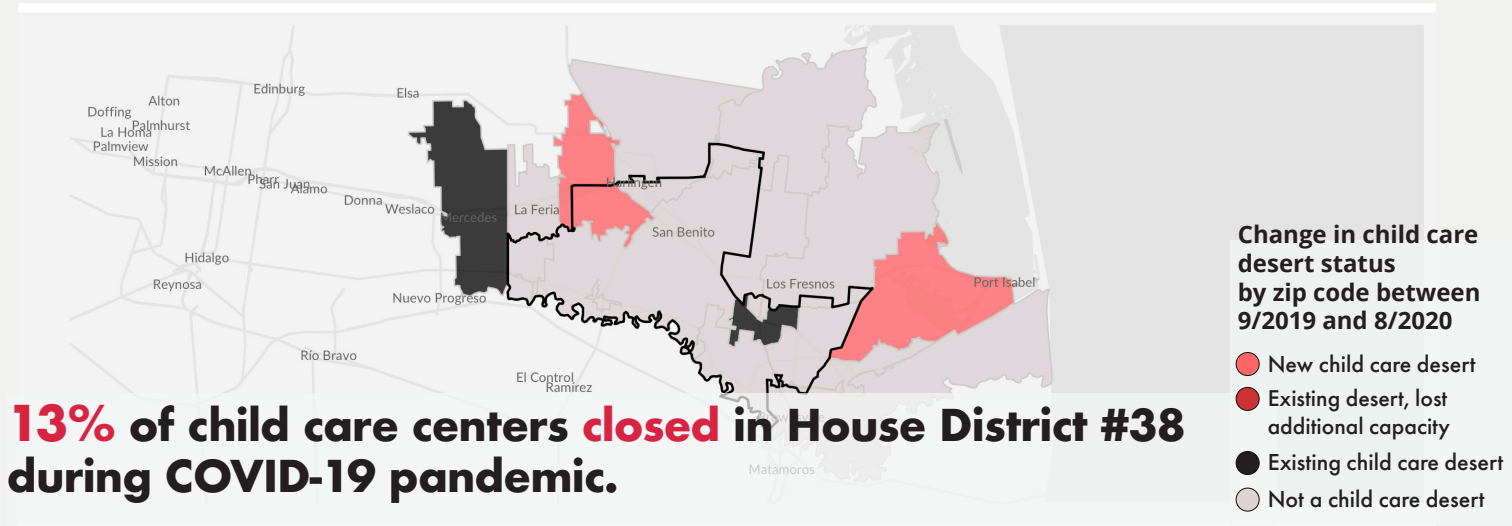 Edinburg
Elsa
Alton
Doffing
Palmhurst
La Homa
Palmview
Mission
McAllen
Pharr
San Juan
Alamo
Donna
Weslaco
Mercedes
La Feria
Harlingen
San Benito
Hidalgo
Reynosa
Nuevo Progreso
Los Fresnos
Port Isabel
Río Bravo
El Control
Ramírez
Matamoros
13% of child care centers closed in House District #38
during COVID-19 pandemic.
Change in child care
desert status
by zip code between
9/2019 and 8/2020
New child care desert
Existing desert, lost
additional capacity
Existing child care desert
Not a child care desert